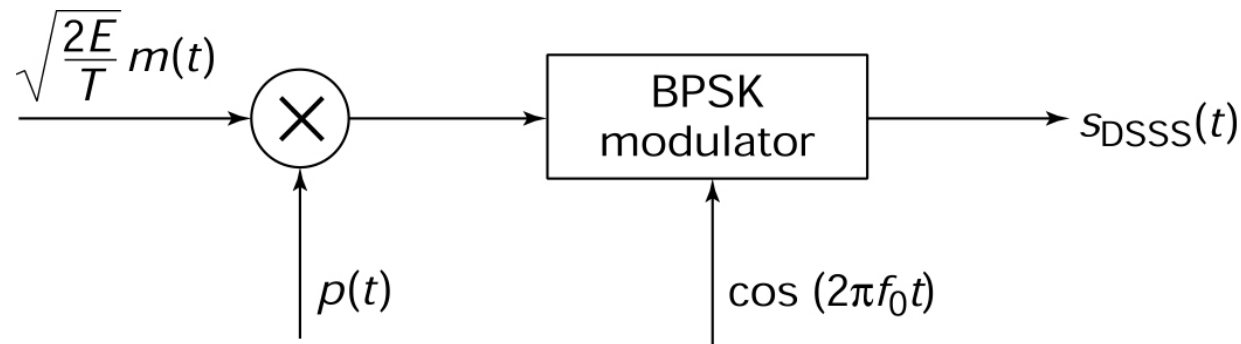 √(2E/T) m(t)
BPSK
modulator
s_DSSS(t)
p(t)
cos (2πf₀t)